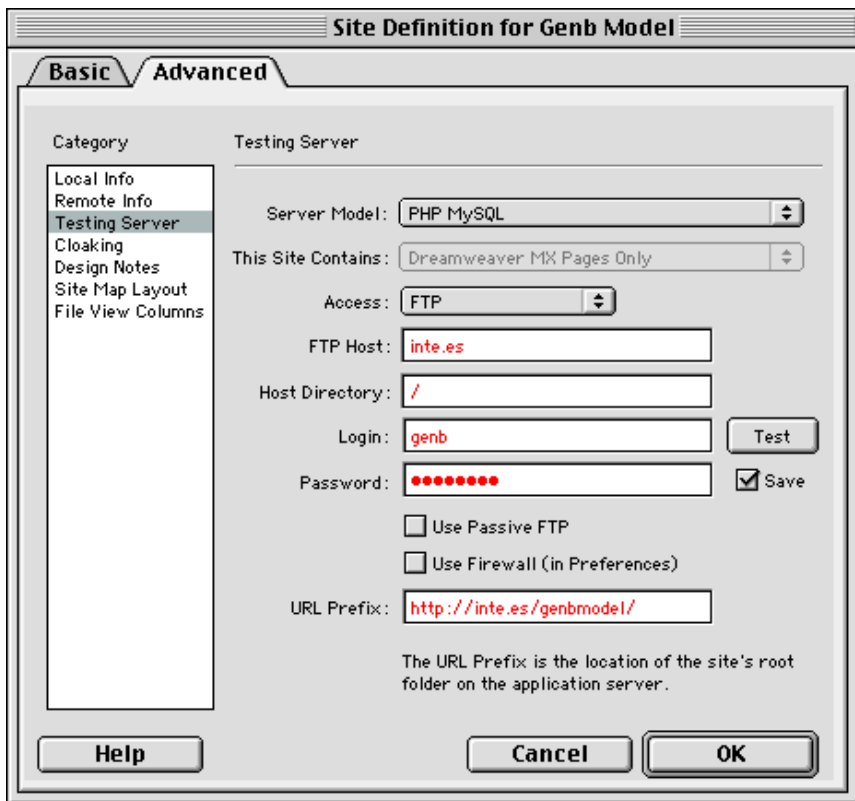 Site Definition for Genb Model
Basic
Advanced
Category
Local Info
Remote Info
Testing Server
Cloaking
Design Notes
Site Map Layout
File View Columns
Testing Server
Server Model: PHP MySQL
This Site Contains: Dreamweaver MX Pages Only
Access: FTP
FTP Host: inte.es
Host Directory: /
Login: genb
Test
Password: ••••••••
Save
Use Passive FTP
Use Firewall (in Preferences)
URL Prefix: http://inte.es/genbmodel/
The URL Prefix is the location of the site's root
folder on the application server.
Help
Cancel
OK